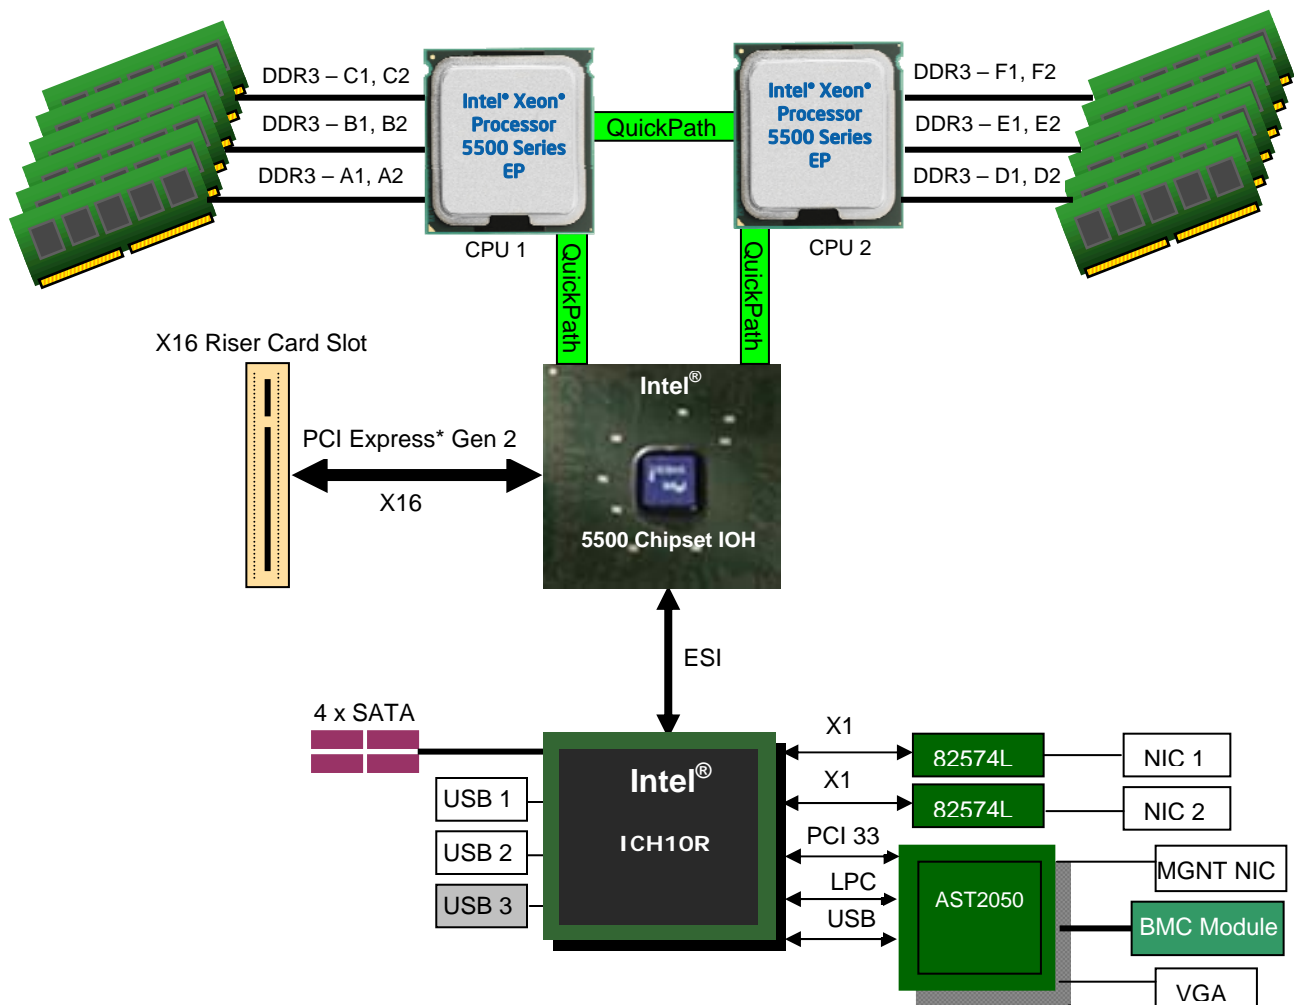 DDR3 – C1, C2
DDR3 – B1, B2
DDR3 – A1, A2
Intel® Xeon®
Processor
5500 Series
EP
CPU 1
QuickPath
Intel® Xeon®
Processor
5500 Series
EP
CPU 2
DDR3 – F1, F2
DDR3 – E1, E2
DDR3 – D1, D2
QuickPath
QuickPath
X16 Riser Card Slot
PCI Express* Gen 2
X16
Intel®
5500 Chipset IOH
ESI
4 x SATA
USB 1
USB 2
USB 3
Intel®
ICH10R
X1
82574L
NIC 1
X1
82574L
NIC 2
PCI 33
LPC
USB
AST2050
MGNT NIC
BMC Module
VGA